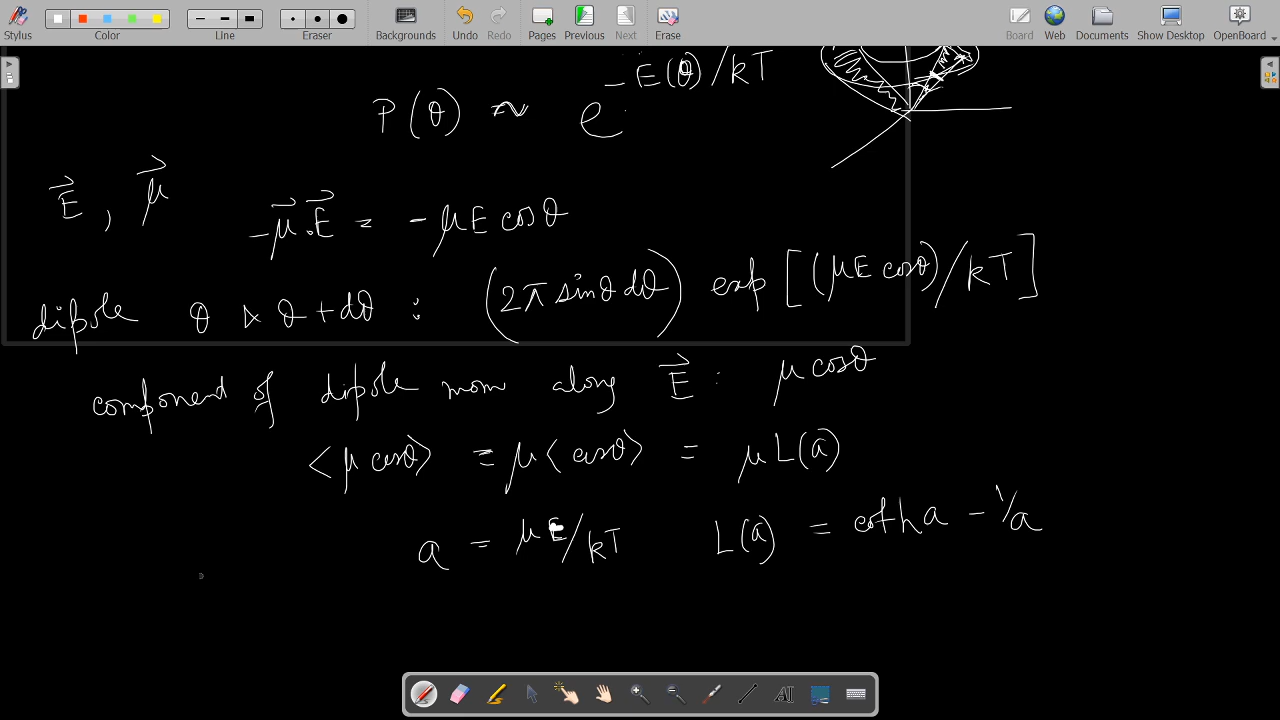 Stylus Color Line Eraser Backgrounds Undo Redo Pages Previous Next Erase Board Web Documents Show Desktop OpenBoard
P(θ) ~ e^{-E(θ)/kT}
E⃗, μ⃗ -μ⃗.E⃗ = -μE cosθ
dipole θ & θ+dθ : (2π sinθ dθ) exp[(μE cosθ)/kT]
component of dipole mom along E⃗ : μ cosθ
<μ cosθ> = μ<cosθ> = μ L(a)
a = μE/kT L(a) = coth a - 1/a
AI